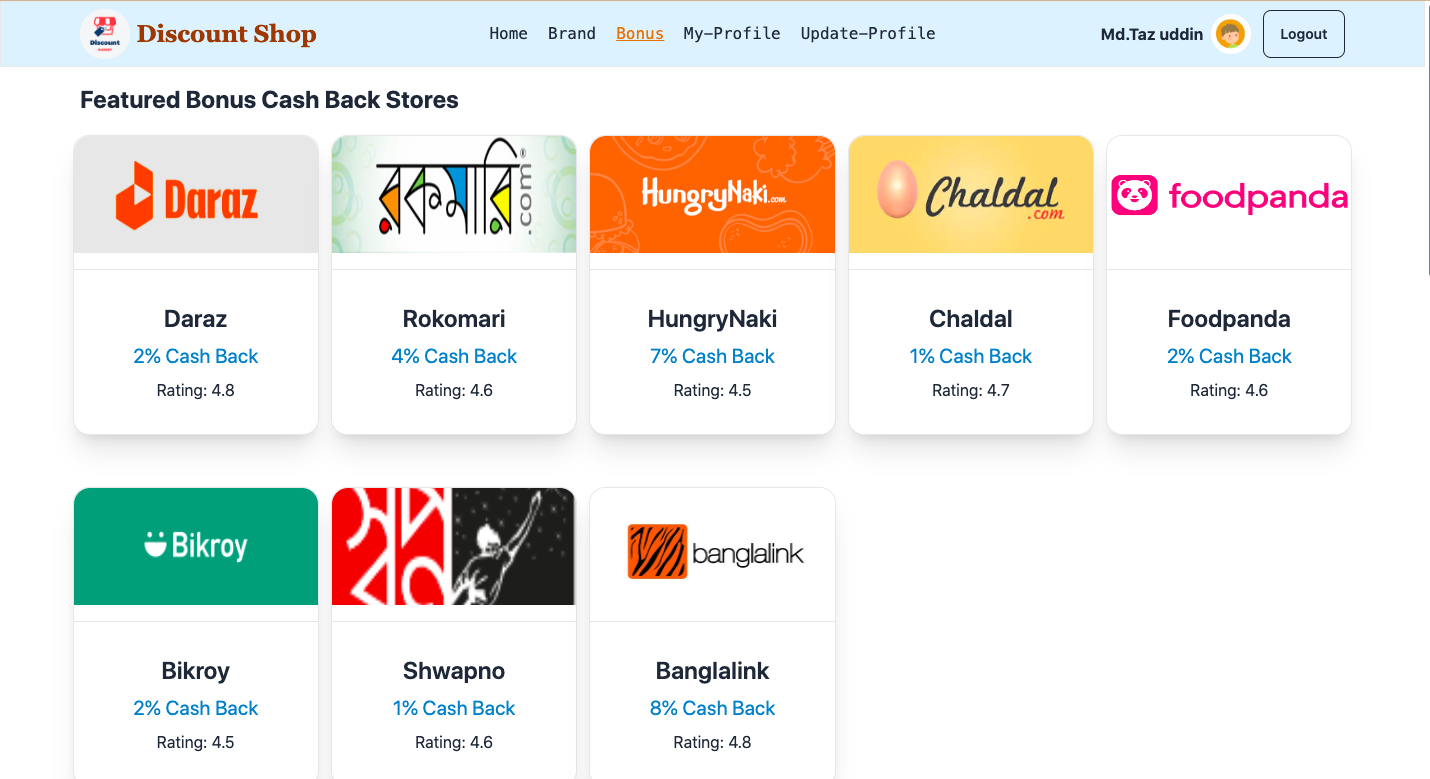 Discount
MARKET
Discount Shop
Home Brand Bonus My-Profile Update-Profile
Md.Taz uddin
Logout
Featured Bonus Cash Back Stores
Daraz
রকমারি.com
HungryNaki.com
Chaldal.com
foodpanda
Daraz
2% Cash Back
Rating: 4.8
Rokomari
4% Cash Back
Rating: 4.6
HungryNaki
7% Cash Back
Rating: 4.5
Chaldal
1% Cash Back
Rating: 4.7
Foodpanda
2% Cash Back
Rating: 4.6
Bikroy
banglalink
Bikroy
2% Cash Back
Rating: 4.5
Shwapno
1% Cash Back
Rating: 4.6
Banglalink
8% Cash Back
Rating: 4.8